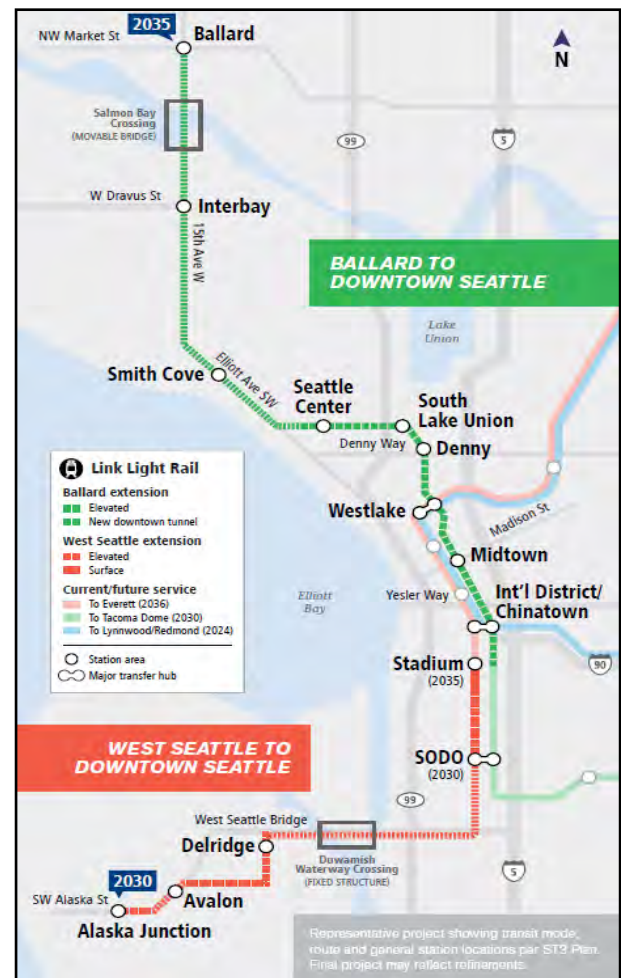 2035
NW Market St
Ballard
N
Salmon Bay
Crossing
(MOVABLE BRIDGE)
99
5
W Dravus St
Interbay
15th Ave W
BALLARD TO
DOWNTOWN SEATTLE
Lake
Union
Smith Cove
Elliott Ave SW
Seattle
Center
South
Lake Union
Denny Way
Denny
Link Light Rail
Ballard extension
Elevated
New downtown tunnel
West Seattle extension
Elevated
Surface
Current/future service
To Everett (2036)
To Tacoma Dome (2030)
To Lynnwood/Redmond (2024)
Station area
Major transfer hub
Westlake
Madison St
Midtown
Elliott
Bay
Yesler Way
Int'l District/
Chinatown
Stadium
(2035)
90
WEST SEATTLE TO
DOWNTOWN SEATTLE
SODO
(2030)
99
West Seattle Bridge
Delridge
Duwamish
Waterway Crossing
(FIXED STRUCTURE)
5
2030
SW Alaska St
Avalon
Alaska Junction
Representative project showing transit mode,
route and general station locations per ST3 Plan.
Final project may reflect refinements.